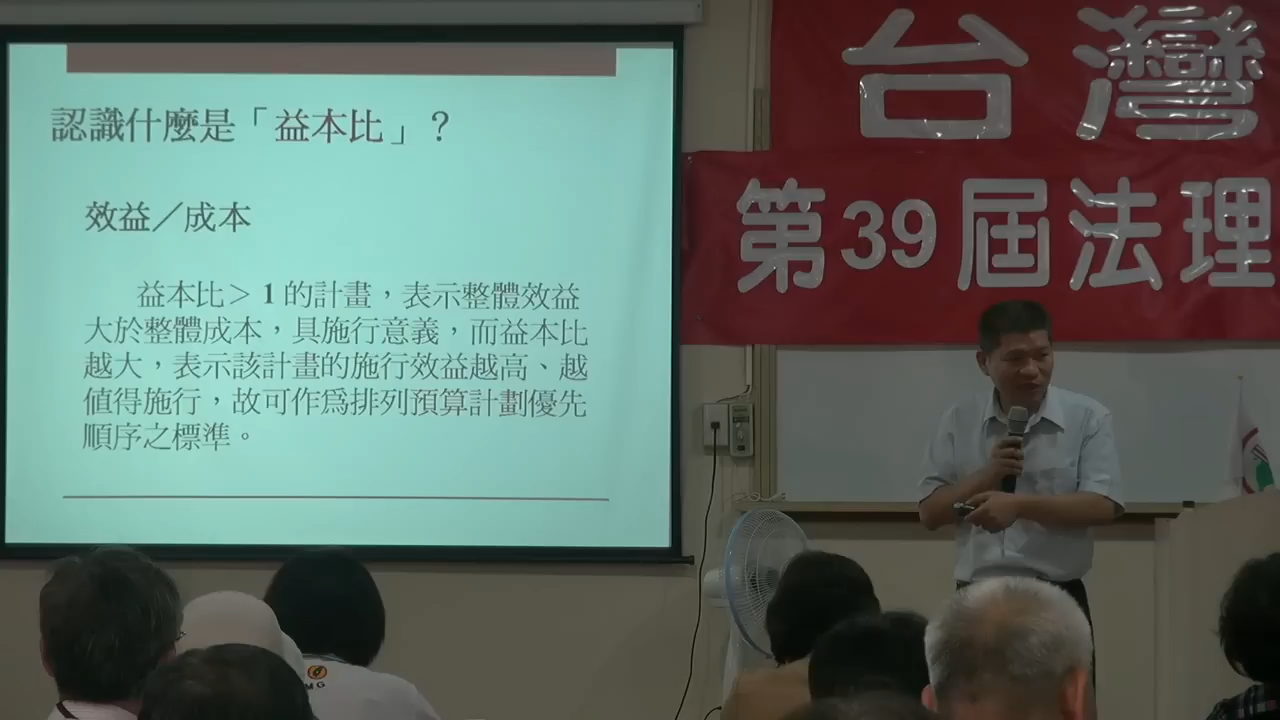 認識什麼是「益本比」?
效益／成本
益本比＞1的計畫，表示整體效益
大於整體成本，具施行意義，而益本比
越大，表示該計畫的施行效益越高、越
值得施行，故可作為排列預算計劃優先
順序之標準。
台灣
第39屆法理
MG